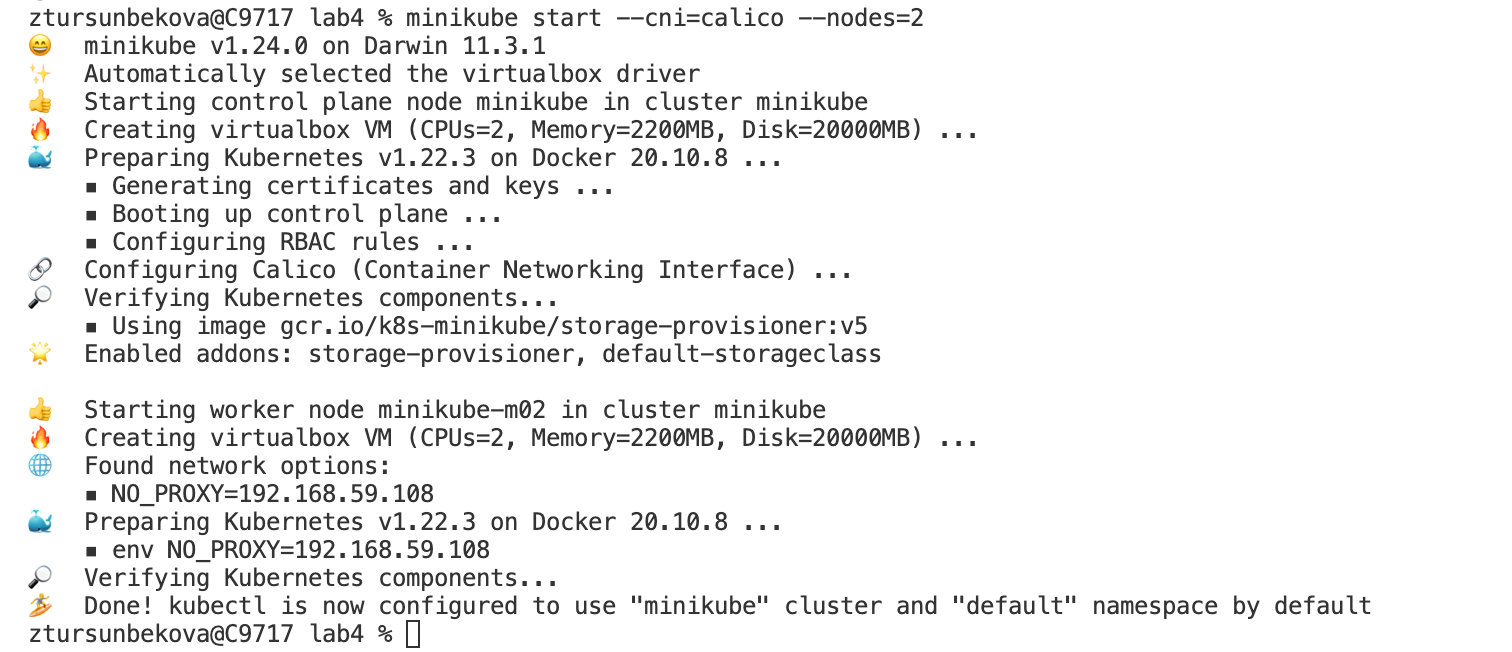 ztursunbekova@C9717 lab4 % minikube start --cni=calico --nodes=2
😄 minikube v1.24.0 on Darwin 11.3.1
✨ Automatically selected the virtualbox driver
👍 Starting control plane node minikube in cluster minikube
🔥 Creating virtualbox VM (CPUs=2, Memory=2200MB, Disk=20000MB) ...
🐳 Preparing Kubernetes v1.22.3 on Docker 20.10.8 ...
▪ Generating certificates and keys ...
▪ Booting up control plane ...
▪ Configuring RBAC rules ...
🔗 Configuring Calico (Container Networking Interface) ...
🔎 Verifying Kubernetes components...
▪ Using image gcr.io/k8s-minikube/storage-provisioner:v5
🌟 Enabled addons: storage-provisioner, default-storageclass
👍 Starting worker node minikube-m02 in cluster minikube
🔥 Creating virtualbox VM (CPUs=2, Memory=2200MB, Disk=20000MB) ...
🌐 Found network options:
▪ NO_PROXY=192.168.59.108
🐳 Preparing Kubernetes v1.22.3 on Docker 20.10.8 ...
▪ env NO_PROXY=192.168.59.108
🔎 Verifying Kubernetes components...
🏄 Done! kubectl is now configured to use "minikube" cluster and "default" namespace by default
ztursunbekova@C9717 lab4 %